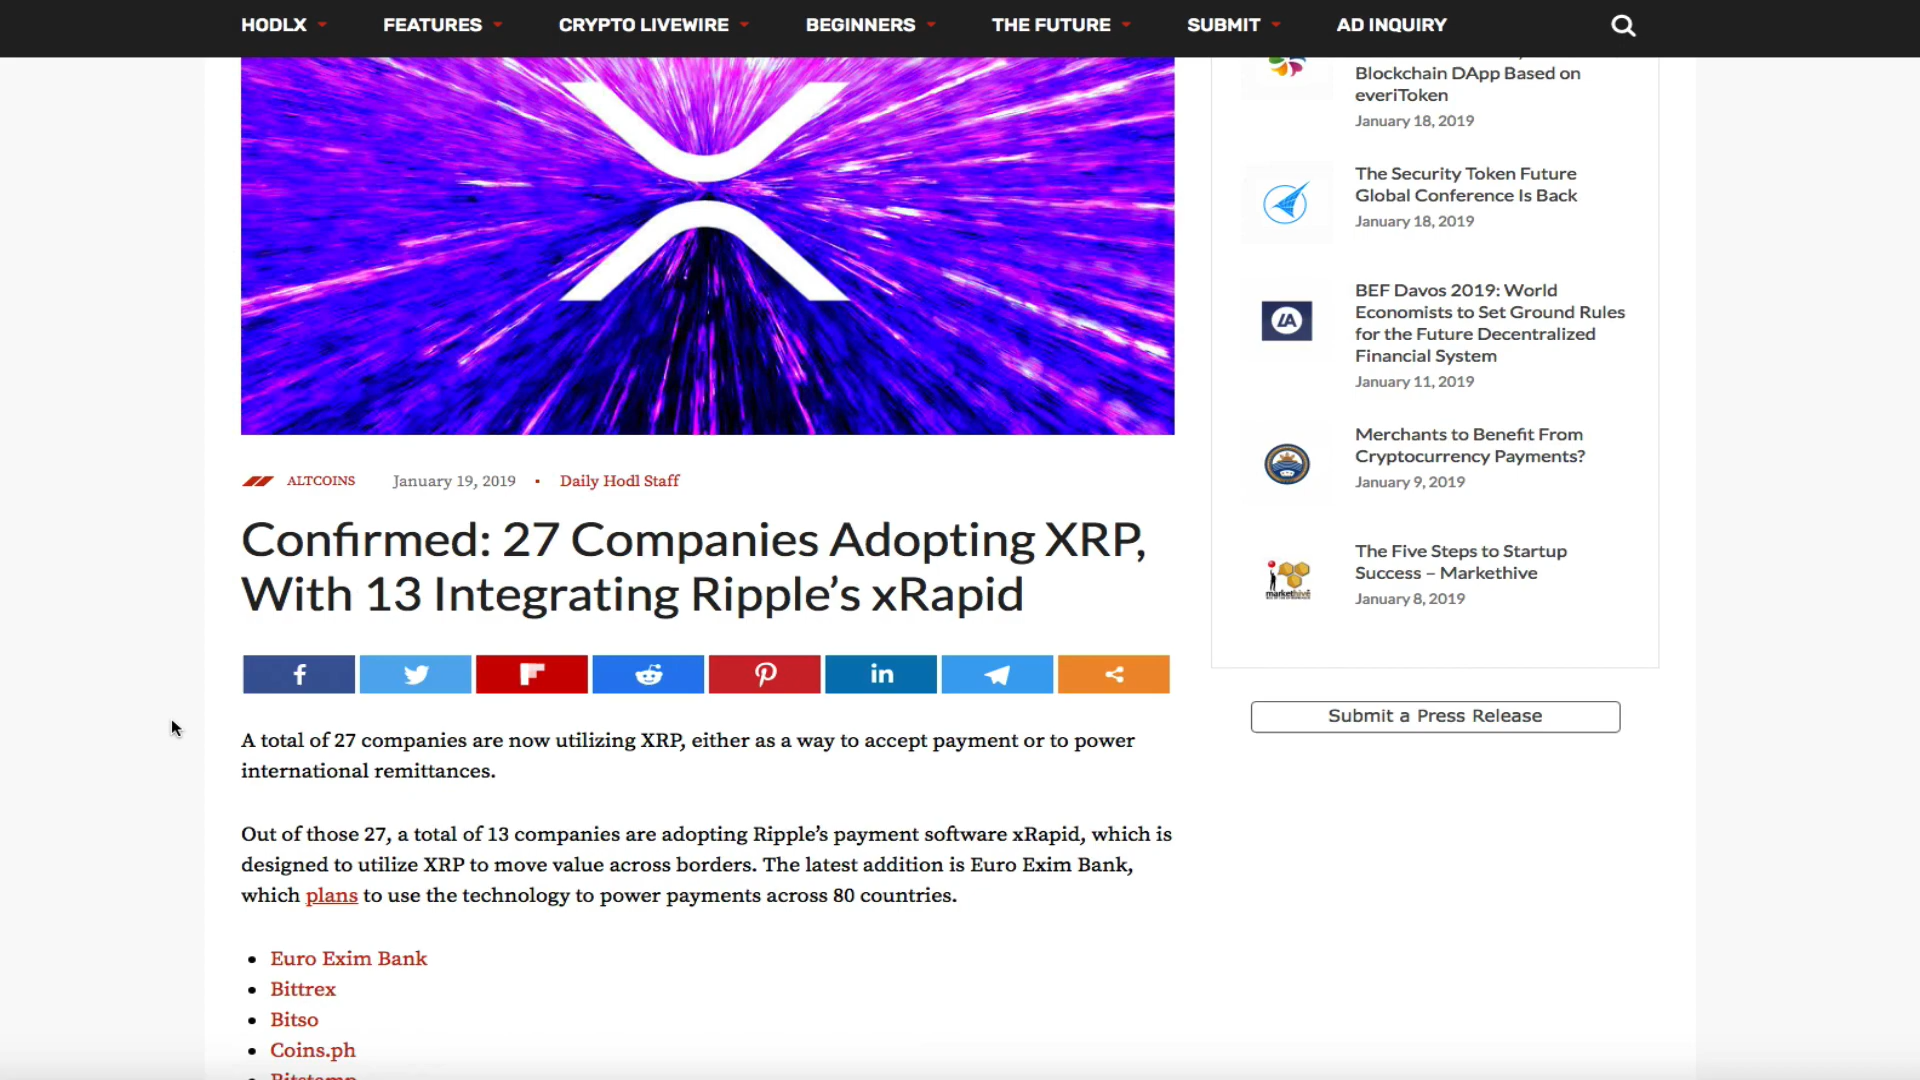 HODLX
FEATURES
CRYPTO LIVEWIRE
BEGINNERS
THE FUTURE
SUBMIT
AD INQUIRY
ALTCOINS
January 19, 2019
Daily Hodl Staff
Confirmed: 27 Companies Adopting XRP,
With 13 Integrating Ripple's xRapid
A total of 27 companies are now utilizing XRP, either as a way to accept payment or to power
international remittances.
Out of those 27, a total of 13 companies are adopting Ripple's payment software xRapid, which is
designed to utilize XRP to move value across borders. The latest addition is Euro Exim Bank,
which plans to use the technology to power payments across 80 countries.
Euro Exim Bank
Bittrex
Bitso
Coins.ph
Bitstamp
Blockchain DApp Based on
everiToken
January 18, 2019
The Security Token Future
Global Conference Is Back
January 18, 2019
BEF Davos 2019: World
Economists to Set Ground Rules
for the Future Decentralized
Financial System
January 11, 2019
Merchants to Benefit From
Cryptocurrency Payments?
January 9, 2019
markethive
The Five Steps to Startup
Success – Markethive
January 8, 2019
Submit a Press Release